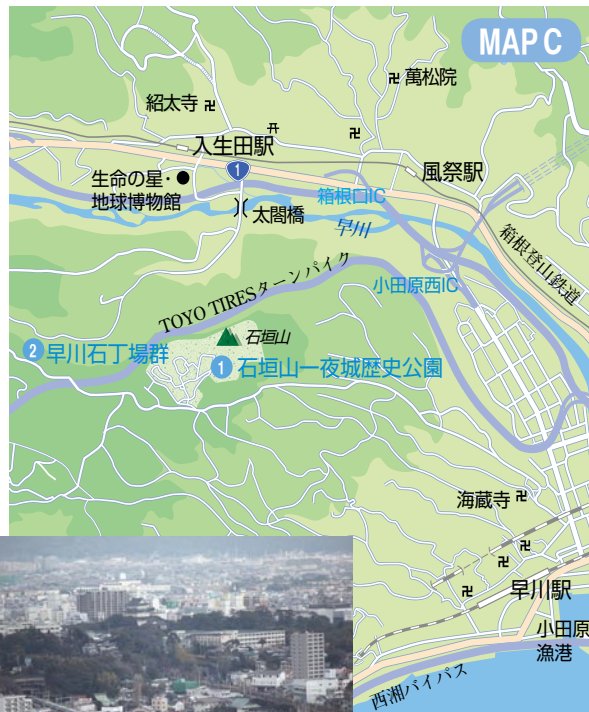 MAP C
萬松院
紹太寺
入生田駅
1
風祭駅
生命の星・
地球博物館
箱根口IC
太閤橋
早川
箱根登山鉄道
TOYO TIRESターンパイク
小田原西IC
石垣山
2 早川石丁場群
1 石垣山一夜城歴史公園
海蔵寺
早川駅
小田原
漁港
西湘バイパス